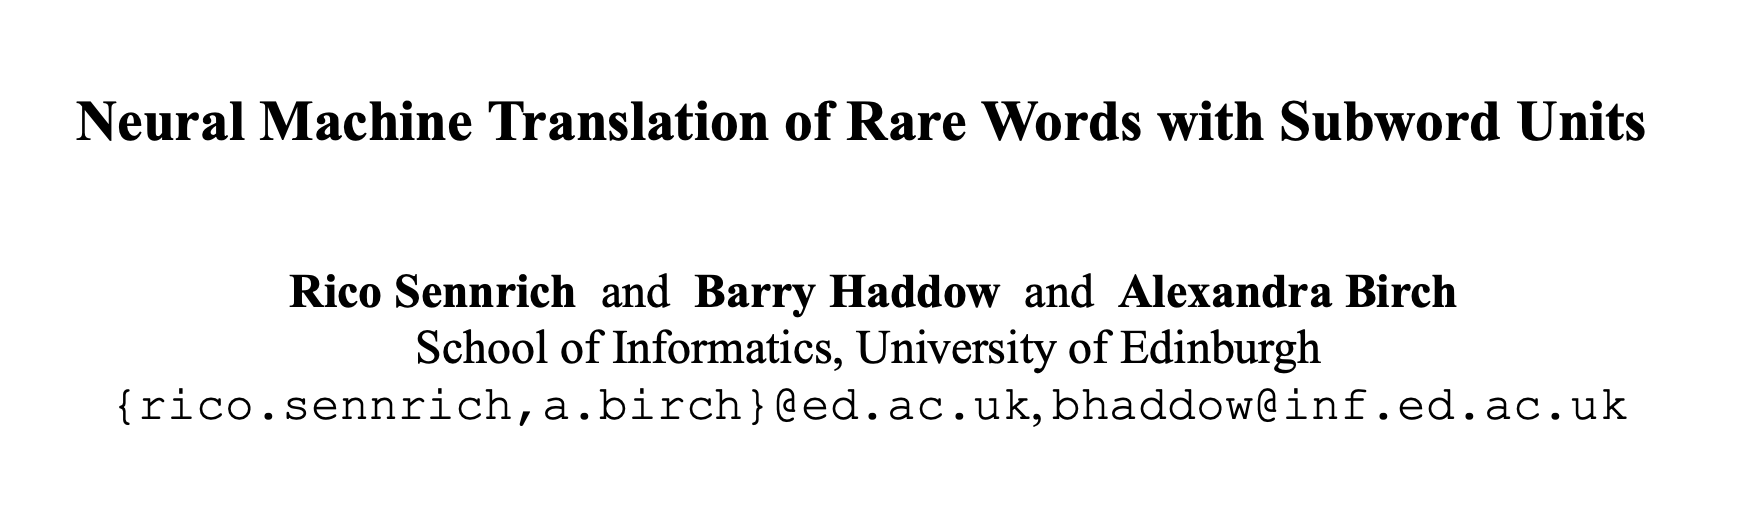 Neural Machine Translation of Rare Words with Subword Units
Rico Sennrich and Barry Haddow and Alexandra Birch
School of Informatics, University of Edinburgh
{rico.sennrich,a.birch}@ed.ac.uk,bhaddow@inf.ed.ac.uk